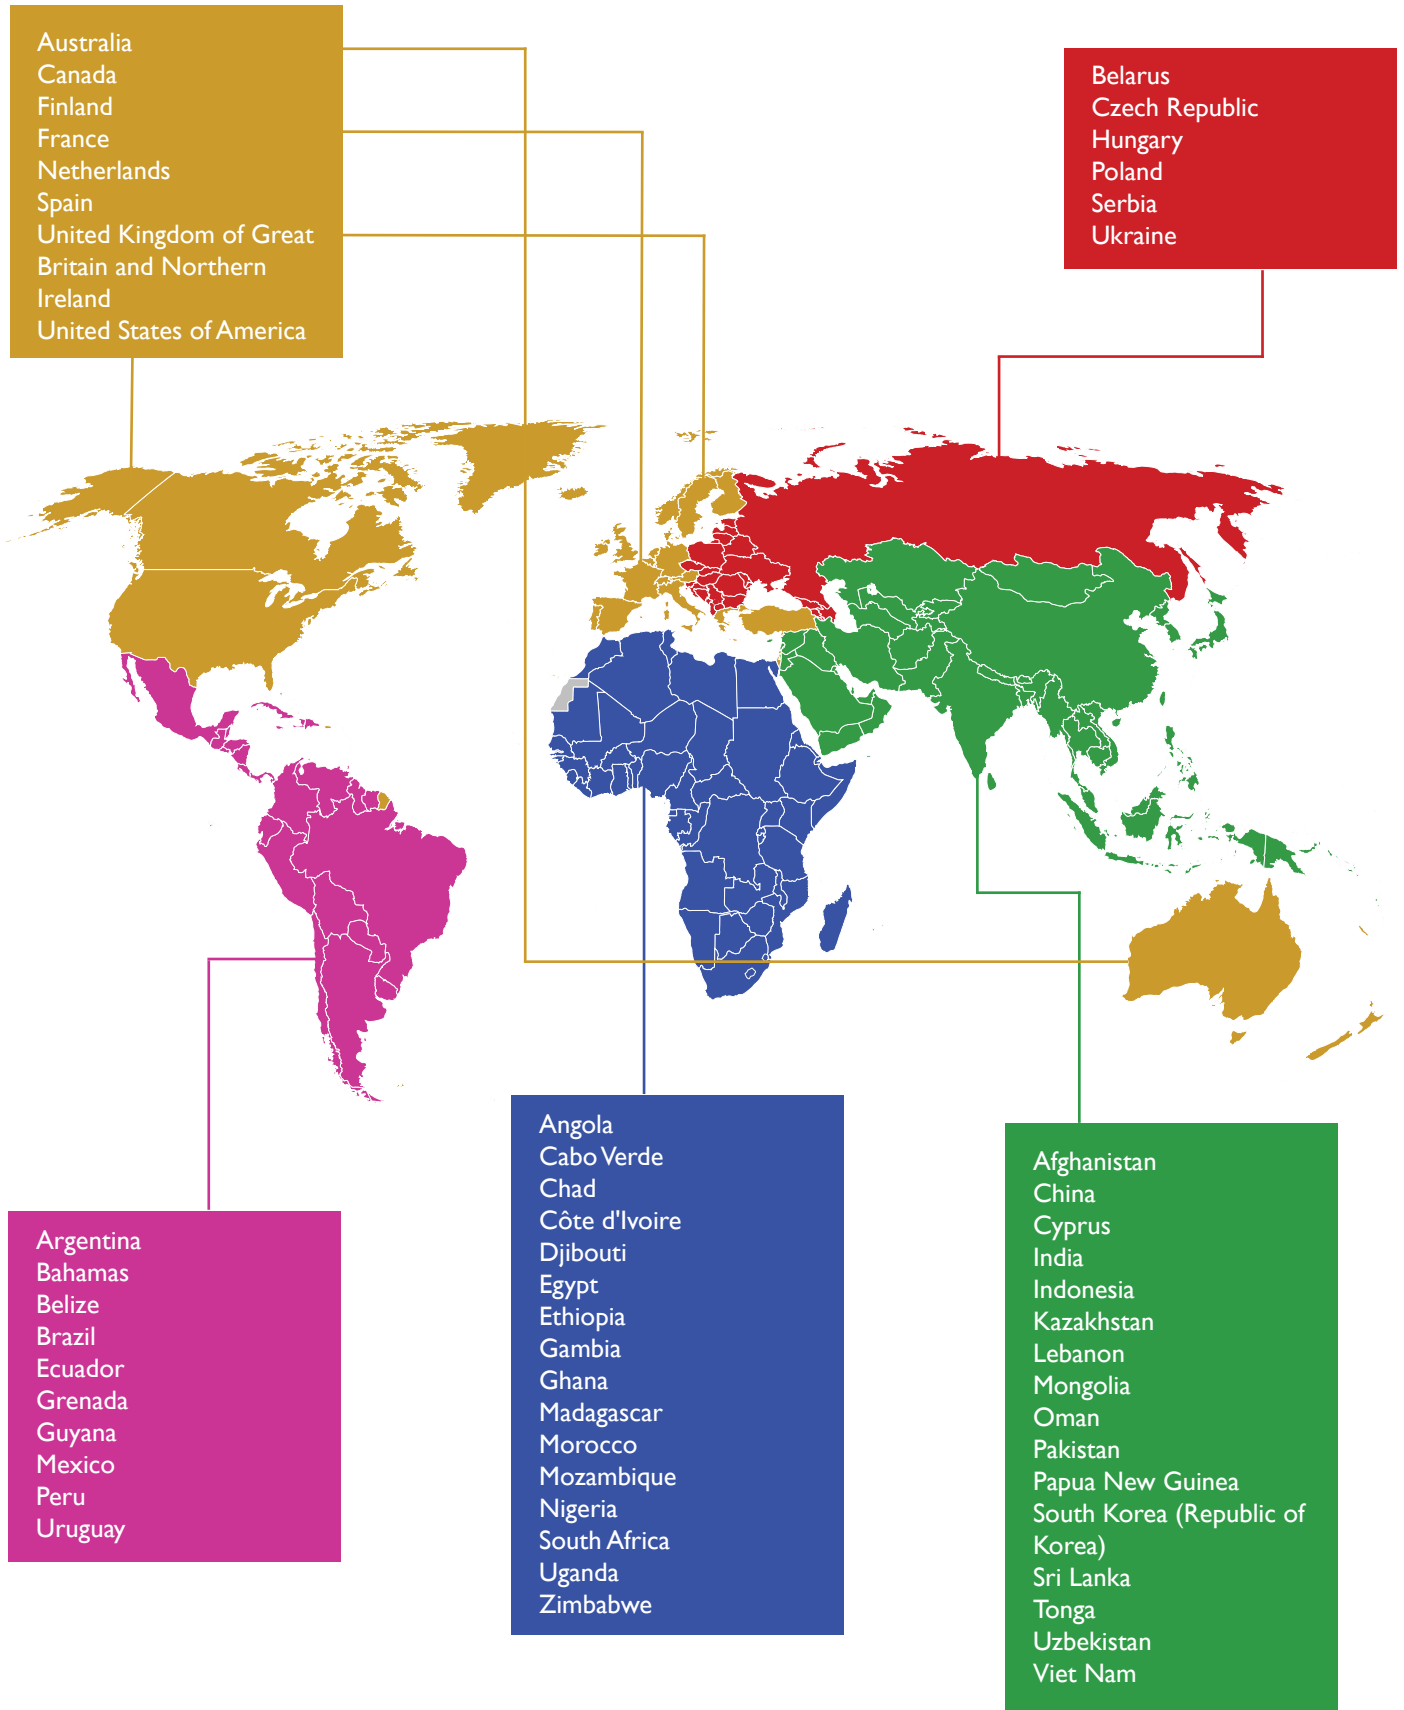 Australia
Canada
Finland
France
Netherlands
Spain
United Kingdom of Great
Britain and Northern
Ireland
United States of America
Belarus
Czech Republic
Hungary
Poland
Serbia
Ukraine
Argentina
Bahamas
Belize
Brazil
Ecuador
Grenada
Guyana
Mexico
Peru
Uruguay
Angola
Cabo Verde
Chad
Côte d'Ivoire
Djibouti
Egypt
Ethiopia
Gambia
Ghana
Madagascar
Morocco
Mozambique
Nigeria
South Africa
Uganda
Zimbabwe
Afghanistan
China
Cyprus
India
Indonesia
Kazakhstan
Lebanon
Mongolia
Oman
Pakistan
Papua New Guinea
South Korea (Republic of
Korea)
Sri Lanka
Tonga
Uzbekistan
Viet Nam